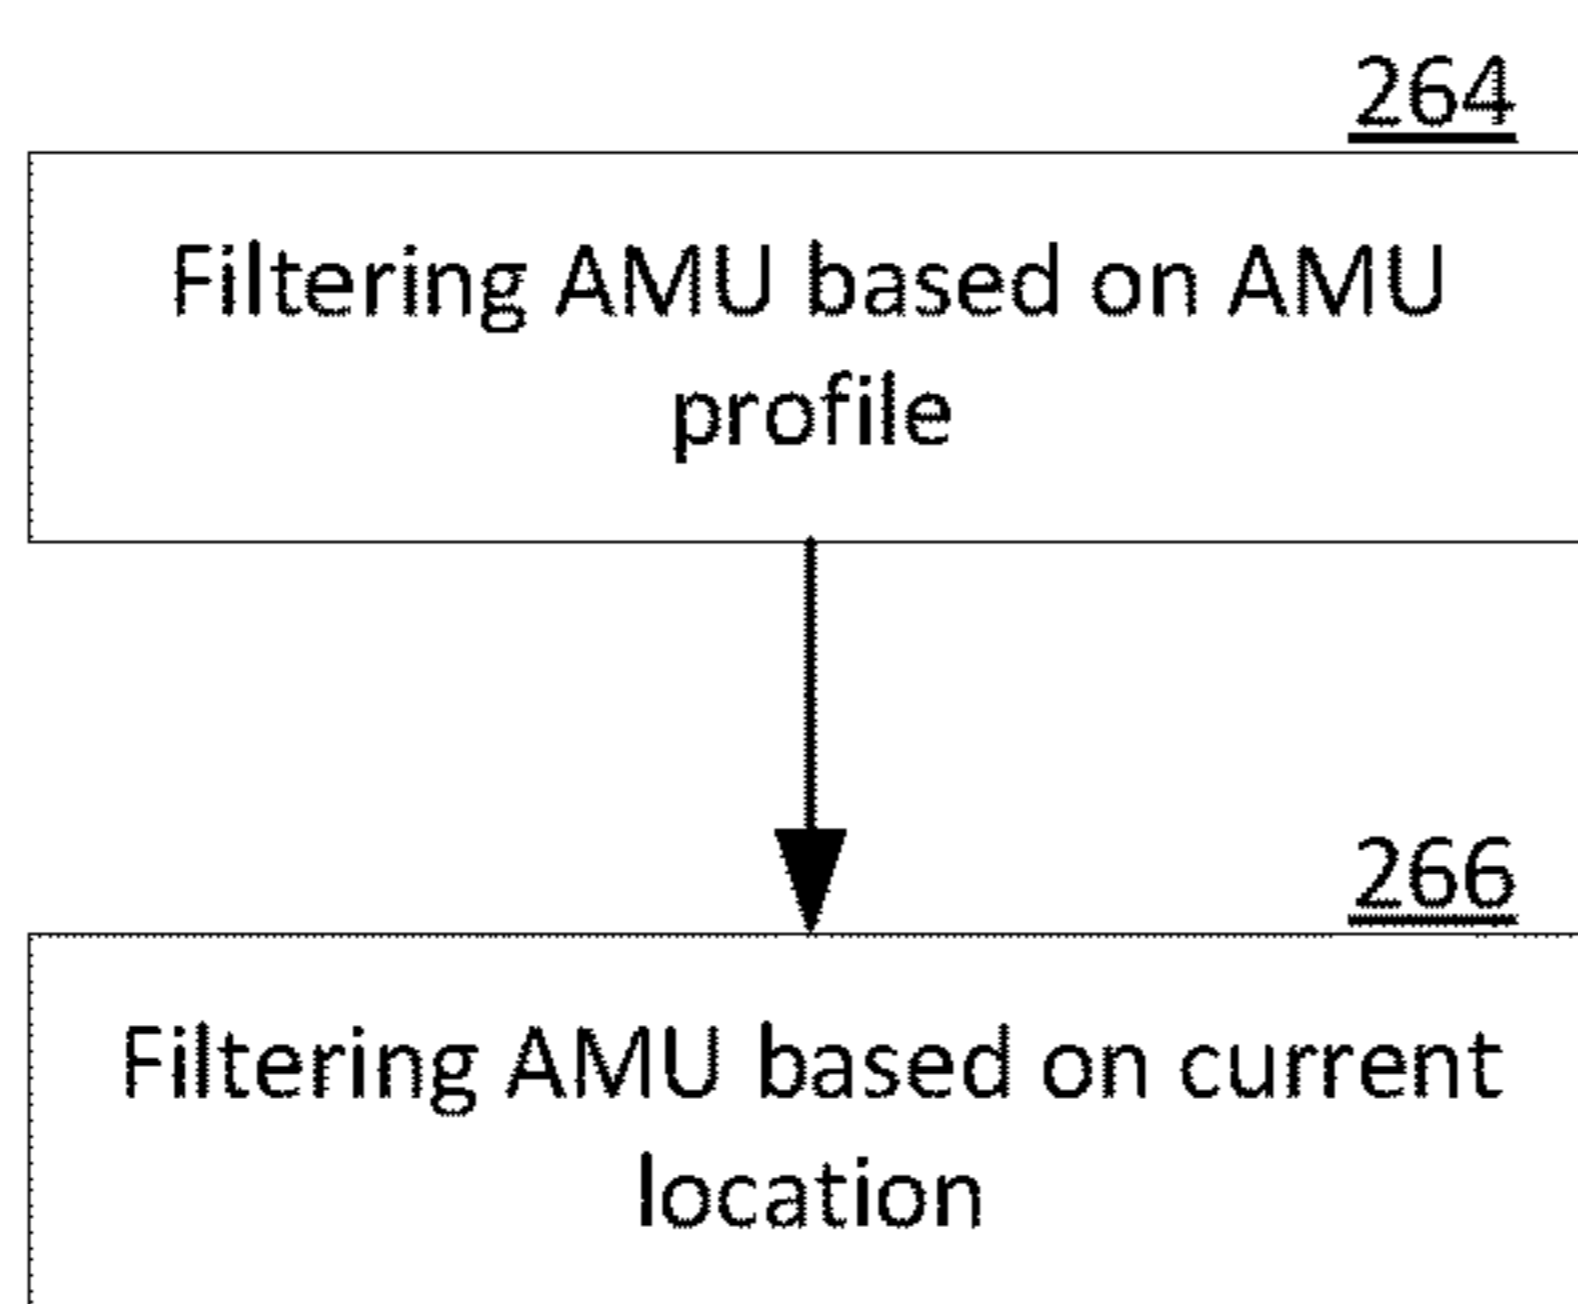 264
Filtering AMU based on AMU
profile
266
Filtering AMU based on current
location